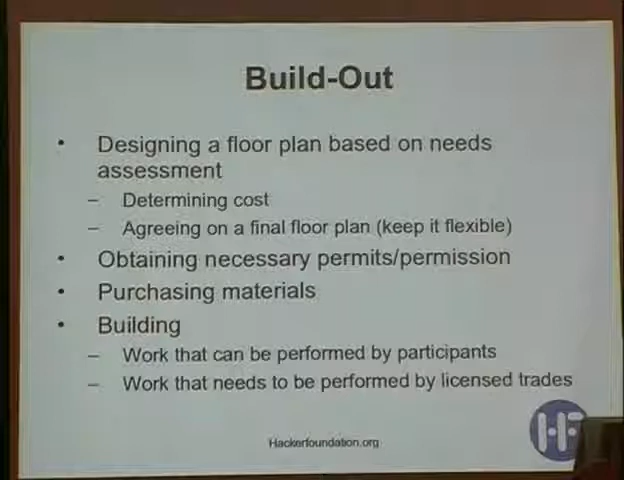 Build-Out
• Designing a floor plan based on needs
assessment
– Determining cost
– Agreeing on a final floor plan (keep it flexible)
• Obtaining necessary permits/permission
• Purchasing materials
• Building
– Work that can be performed by participants
– Work that needs to be performed by licensed trades
Hackerfoundation.org
HF